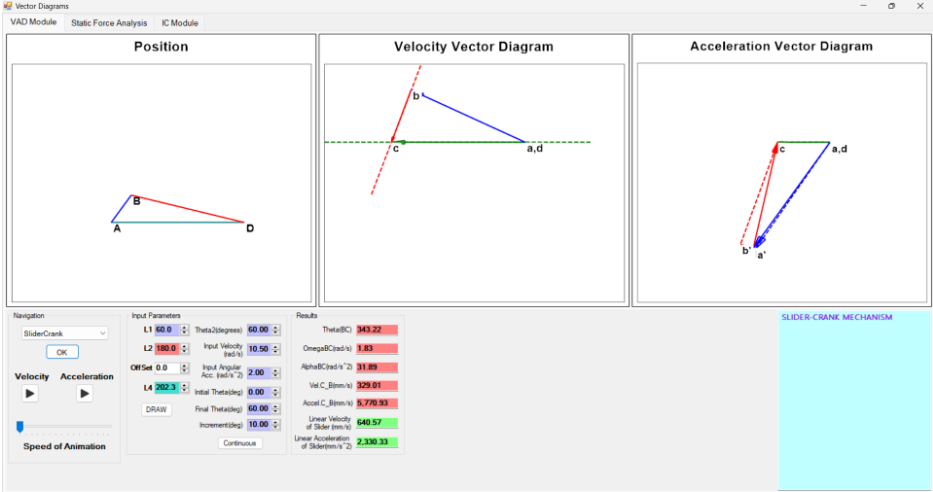 Vector Diagrams
VAD Module Static Force Analysis IC Module
Position
B
A
D
Velocity Vector Diagram
b
c
a,d
Acceleration Vector Diagram
c
a,d
b'
a'
Navigation
SliderCrank
OK
Velocity Acceleration
Speed of Animation
Input Parameters
L1 60.0
L2 180.0
OffSet 0.0
L4 202.3
DRAW
Theta2(degrees) 60.00
Input Velocity
(rad/s) 10.50
Input Angular
Acc. (rad/s^2) 2.00
Initial Theta(deg) 0.00
Final Theta(deg) 60.00
Increment(deg) 10.00
Continuous
Results
Theta(BC) 343.22
OmegaBC(rad/s) 1.83
AlphaBC(rad/s^2) 31.89
Vel.C_B(mm/s) 329.01
Accel.C_B(mm/s) 5,770.93
Linear Velocity
of Slider (mm/s) 640.57
Linear Acceleration
of Slider(mm/s^2) 2,330.33
SLIDER-CRANK MECHANISM